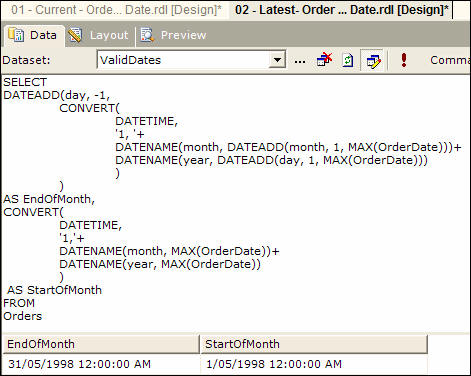 01 - Current - Orde... Date.rdl [Design]* 02 - Latest- Order ... Date.rdl [Design]*
Data Layout Preview
Dataset: ValidDates ... ! Comma
SELECT
DATEADD(day, -1,
CONVERT(
DATETIME,
'1, '+
DATENAME(month, DATEADD(month, 1, MAX(OrderDate)))+
DATENAME(year, DATEADD(day, 1, MAX(OrderDate)))
)
)
AS EndOfMonth,
CONVERT(
DATETIME,
'1,'+
DATENAME(month, MAX(OrderDate))+
DATENAME(year, MAX(OrderDate))
)
AS StartOfMonth
FROM
Orders
EndOfMonth StartOfMonth
31/05/1998 12:00:00 AM 1/05/1998 12:00:00 AM